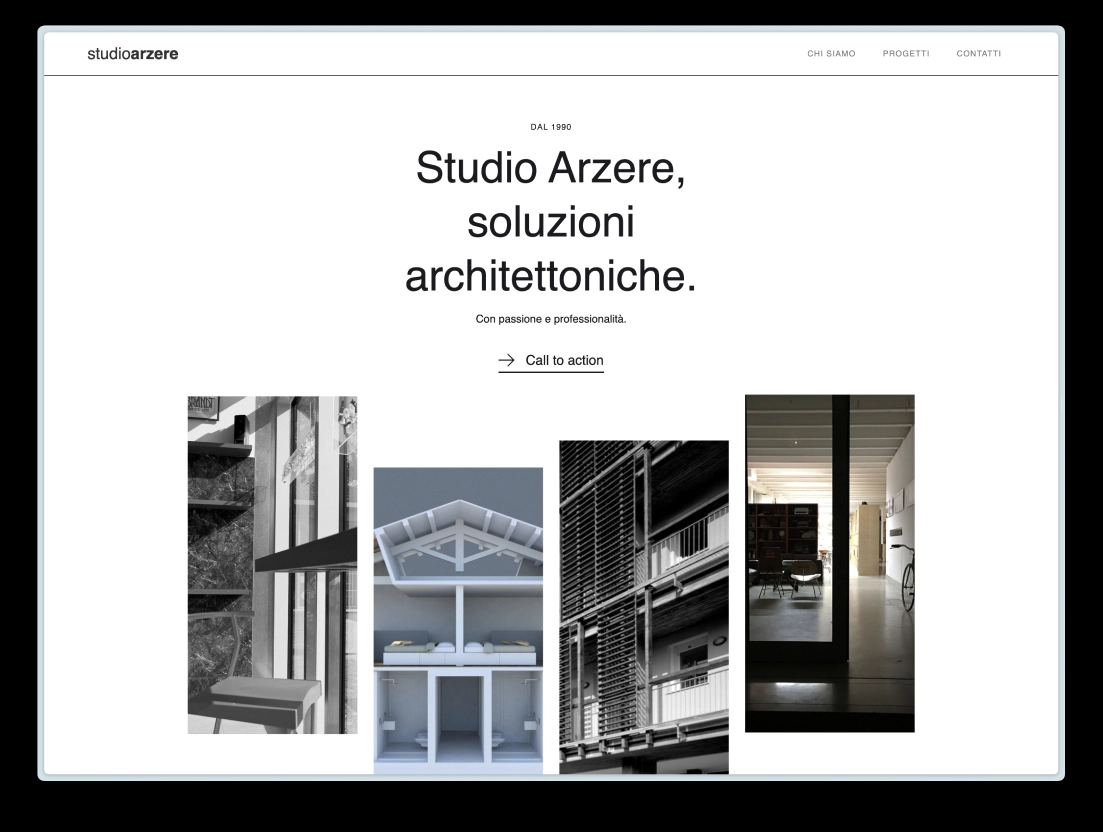 studioarzere
CHI SIAMO
PROGETTI
CONTATTI
DAL 1990
Studio Arzere,
soluzioni
architettoniche.
Con passione e professionalità.
Call to action